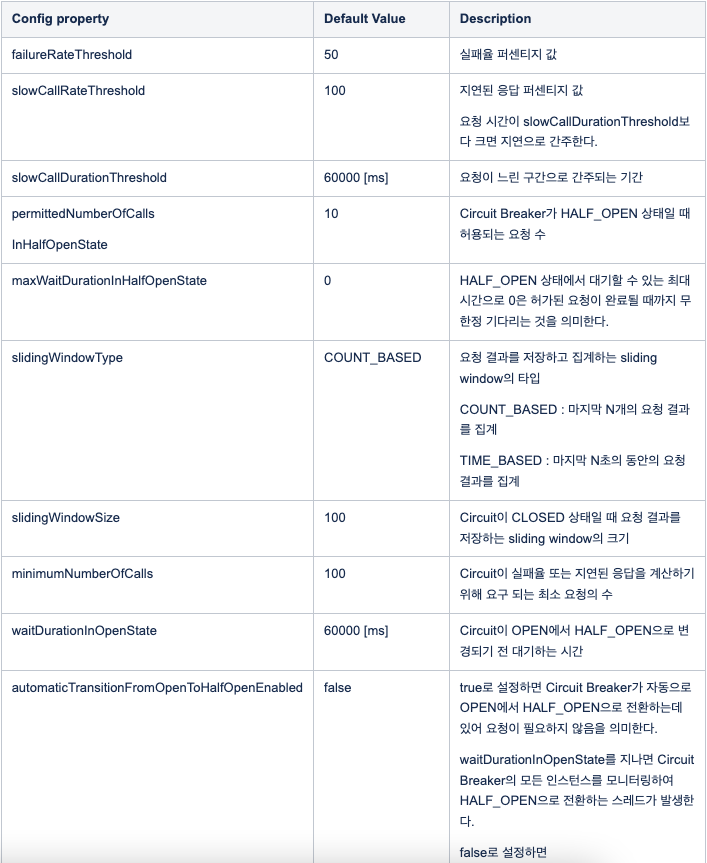 Config property Default Value Description
failureRateThreshold 50 실패율 퍼센티지 값
slowCallRateThreshold 100 지연된 응답 퍼센티지 값
요청 시간이 slowCallDurationThreshold보
다 크면 지연으로 간주한다.
slowCallDurationThreshold 60000 [ms] 요청이 느린 구간으로 간주되는 기간
permittedNumberOfCalls 10 Circuit Breaker가 HALF_OPEN 상태일 때
InHalfOpenState 허용되는 요청 수
maxWaitDurationInHalfOpenState 0 HALF_OPEN 상태에서 대기할 수 있는 최대
시간으로 0은 허가된 요청이 완료될 때까지 무
한정 기다리는 것을 의미한다.
slidingWindowType COUNT_BASED 요청 결과를 저장하고 집계하는 sliding
window의 타입
COUNT_BASED : 마지막 N개의 요청 결과
를 집계
TIME_BASED : 마지막 N초의 동안의 요청
결과를 집계
slidingWindowSize 100 Circuit이 CLOSED 상태일 때 요청 결과를
저장하는 sliding window의 크기
minimumNumberOfCalls 100 Circuit이 실패율 또는 지연된 응답을 계산하기
위해 요구 되는 최소 요청의 수
waitDurationInOpenState 60000 [ms] Circuit이 OPEN에서 HALF_OPEN으로 변
경되기 전 대기하는 시간
automaticTransitionFromOpenToHalfOpenEnabled false true로 설정하면 Circuit Breaker가 자동으로
OPEN에서 HALF_OPEN으로 전환하는데
있어 요청이 필요하지 않음을 의미한다.
waitDurationInOpenState를 지나면 Circuit
Breaker의 모든 인스턴스를 모니터링하여
HALF_OPEN으로 전환하는 스레드가 발생한
다.
false로 설정하면